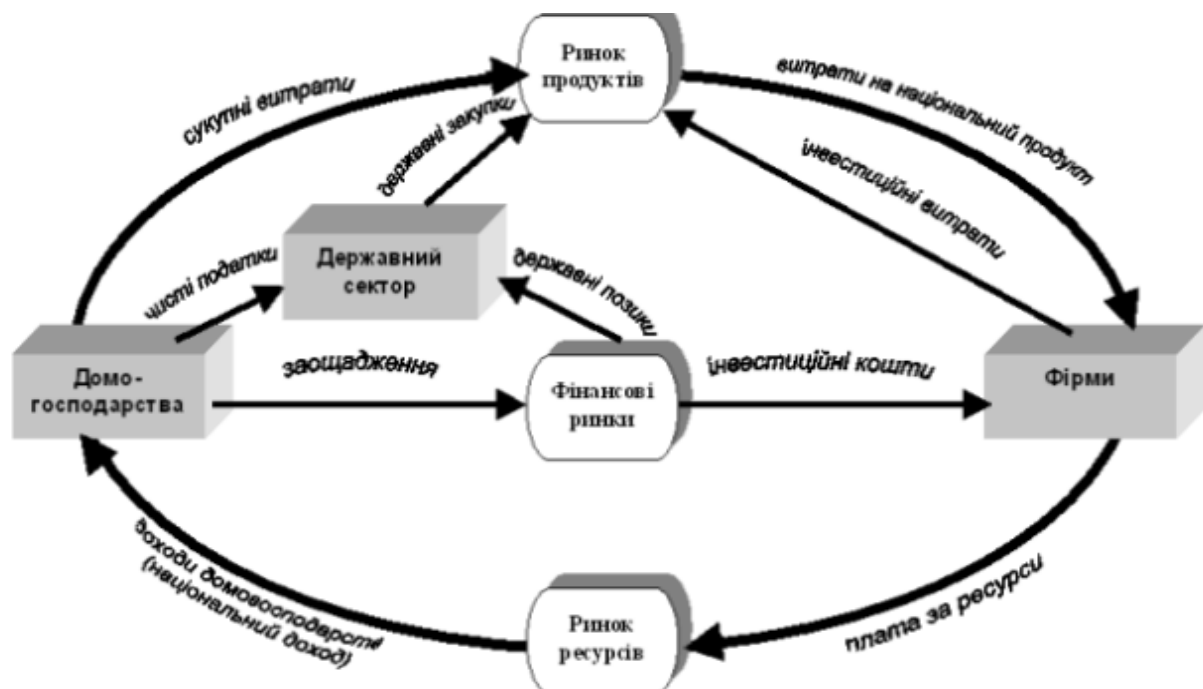 Ринок
продуктів
сукупні витрати
витрати на національний продукт
державні закупки
інвестиційні витрати
Державний
сектор
чисті податки
державні позики
Домо-
господарства
заощадження
Фінансові
ринки
інвестиційні кошти
Фірми
доходи домовосподарств
(національний доход)
Ринок
ресурсів
плата за ресурси